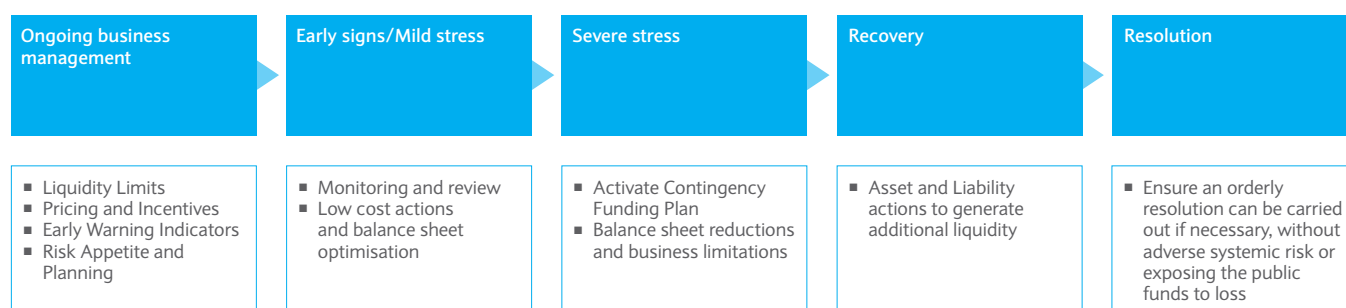 Ongoing business
management
Early signs/Mild stress
Severe stress
Recovery
Resolution
▪ Liquidity Limits
▪ Pricing and Incentives
▪ Early Warning Indicators
▪ Risk Appetite and
Planning
▪ Monitoring and review
▪ Low cost actions
and balance sheet
optimisation
▪ Activate Contingency
Funding Plan
▪ Balance sheet reductions
and business limitations
▪ Asset and Liability
actions to generate
additional liquidity
▪ Ensure an orderly
resolution can be carried
out if necessary, without
adverse systemic risk or
exposing the public
funds to loss